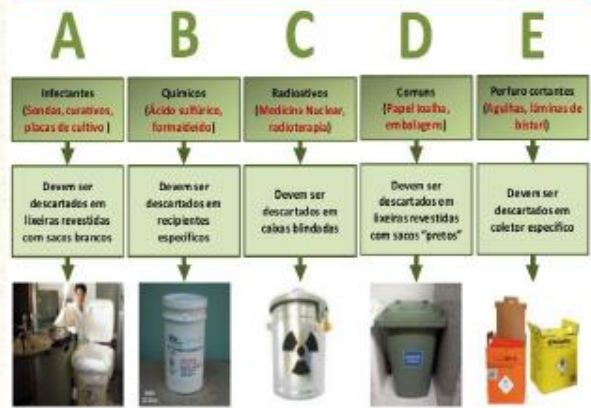 A
B
C
D
E
Infectantes
(Sondas, curativos,
placas de cultivo )
Químicos
(Ácido sulfúrico,
formaldeído)
Radioativos
(Medicina Nuclear,
radioterapia)
Comuns
(Papel toalha,
embalagem)
Perfuro cortantes
(Agulhas, lâminas de
bisturi)
Devem ser
descartados em
lixeiras revestidas
com sacos brancos
Devem ser
descartados em
recipientes
específicos
Devem ser
descartados em
caixas blindadas
Devem ser
descartados em
lixeiras revestidas
com sacos "pretos"
Devem ser
descartados em
coletor específico